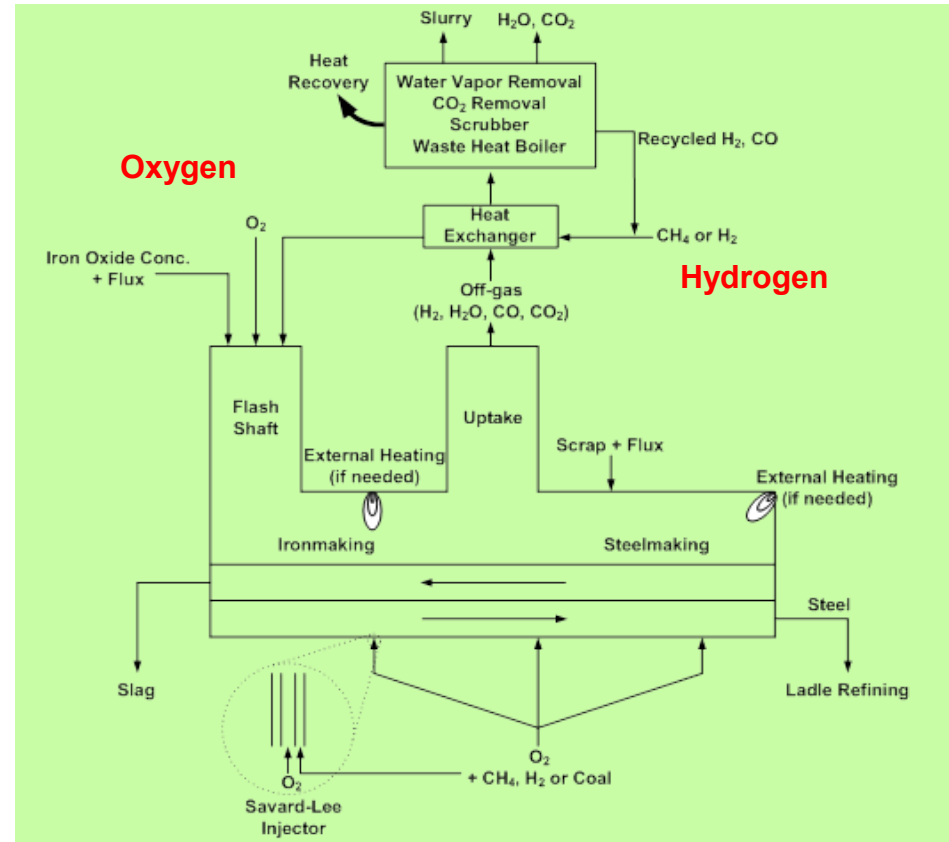 Slurry
H₂O, CO₂
Heat
Recovery
Water Vapor Removal
CO₂ Removal
Scrubber
Waste Heat Boiler
Recycled H₂, CO
Oxygen
O₂
Heat
Exchanger
CH₄ or H₂
Iron Oxide Conc.
+ Flux
Hydrogen
Off-gas
(H₂, H₂O, CO, CO₂)
Flash
Shaft
Uptake
External Heating
(if needed)
Scrap + Flux
External Heating
(if needed)
Ironmaking
Steelmaking
Steel
Slag
Ladle Refining
O₂
+ CH₄, H₂ or Coal
O₂
Savard-Lee
Injector